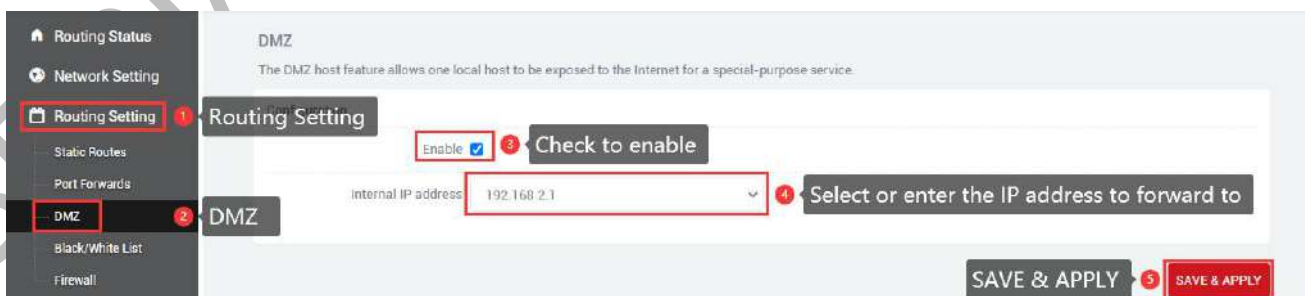 Routing Status
Network Setting
Routing Setting
1 Routing Setting
Static Routes
Port Forwards
DMZ
2 DMZ
Black/White List
Firewall
DMZ
The DMZ host feature allows one local host to be exposed to the Internet for a special-purpose service.
Enable 3 Check to enable
Internal IP address 192.168.2.1 4 Select or enter the IP address to forward to
SAVE & APPLY 5 SAVE & APPLY